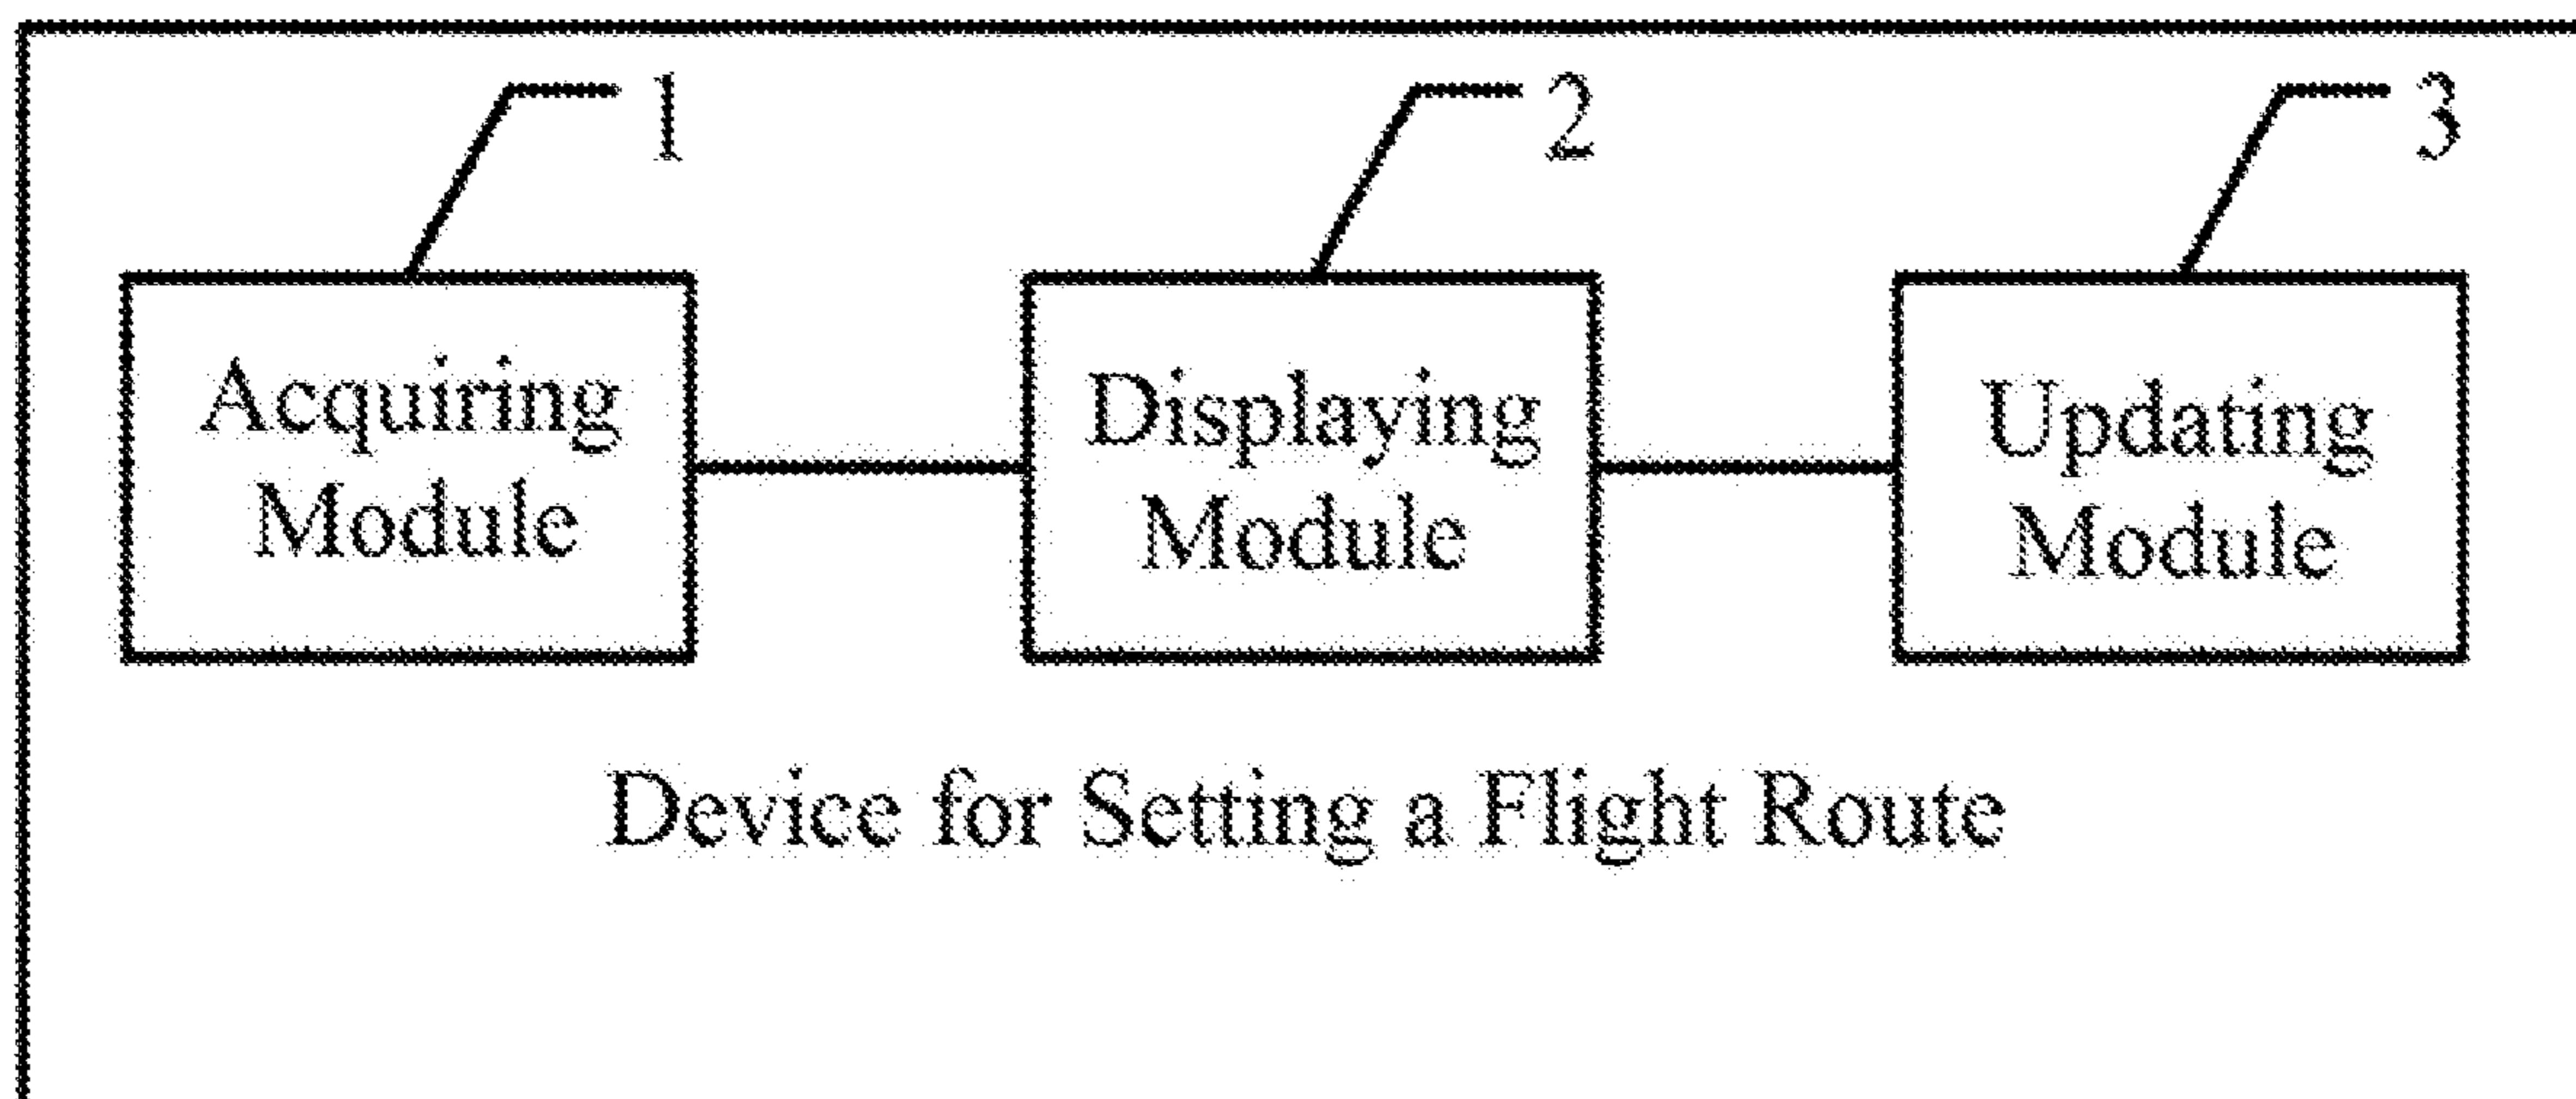 1
2
3
Acquiring
Module
Displaying
Module
Updating
Module
Device for Setting a Flight Route